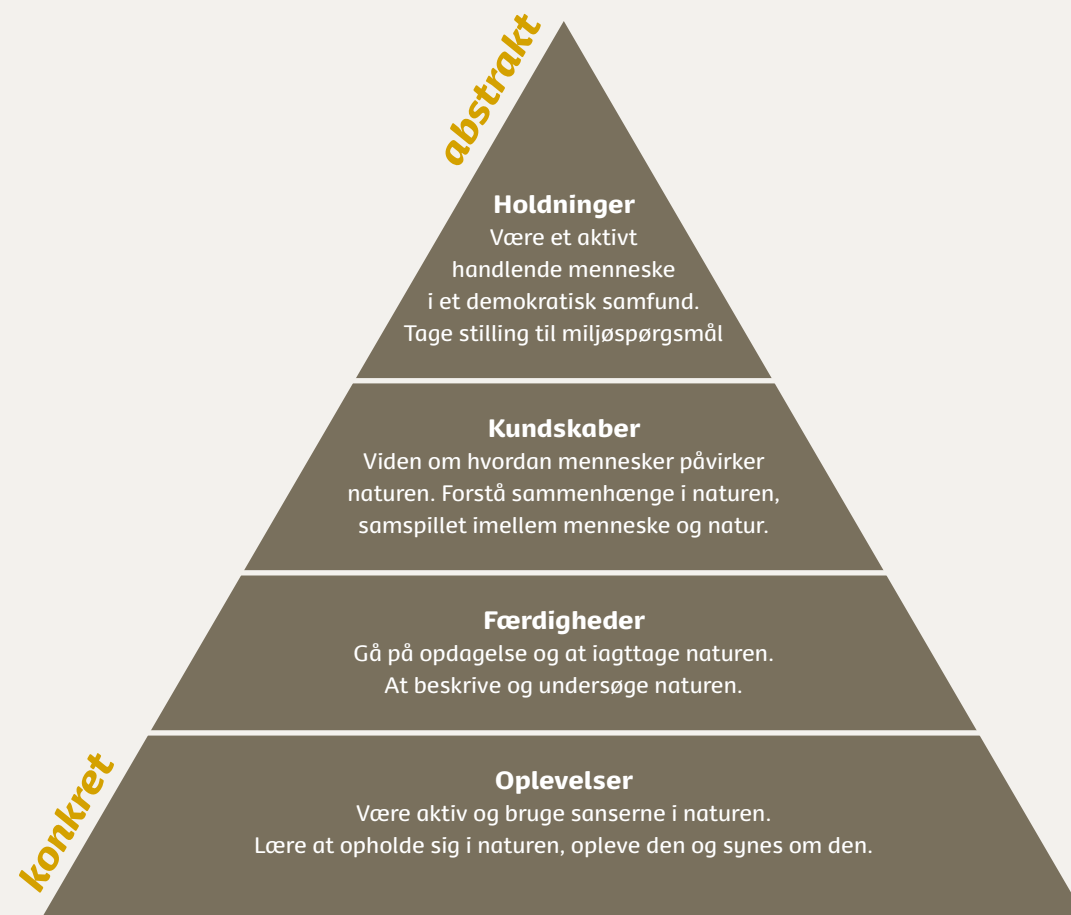 abstrakt
Holdninger
Være et aktivt
handlende menneske
i et demokratisk samfund.
Tage stilling til miljøspørgsmål
Kundskaber
Viden om hvordan mennesker påvirker
naturen. Forstå sammenhænge i naturen,
samspillet imellem menneske og natur.
Færdigheder
Gå på opdagelse og at iagttage naturen.
At beskrive og undersøge naturen.
konkret
Oplevelser
Være aktiv og bruge sanserne i naturen.
Lære at opholde sig i naturen, opleve den og synes om den.